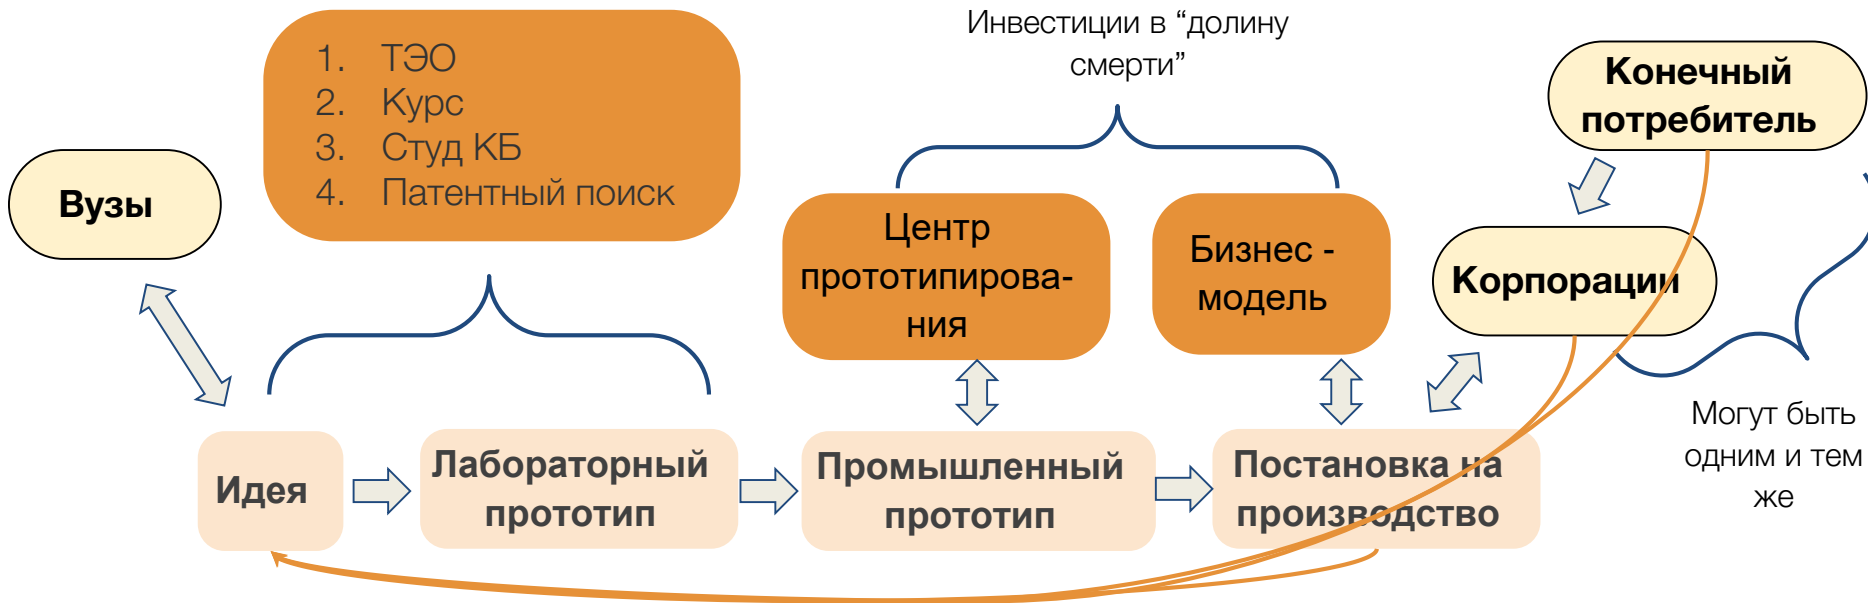 1. ТЭО
2. Курс
3. Студ КБ
4. Патентный поиск
Инвестиции в “долину
смерти”
Конечный
потребитель
Вузы
Центр
прототипирова-
ния
Бизнес -
модель
Корпорации
Могут быть
одним и тем
же
Идея
Лабораторный
прототип
Промышленный
прототип
Постановка на
производство